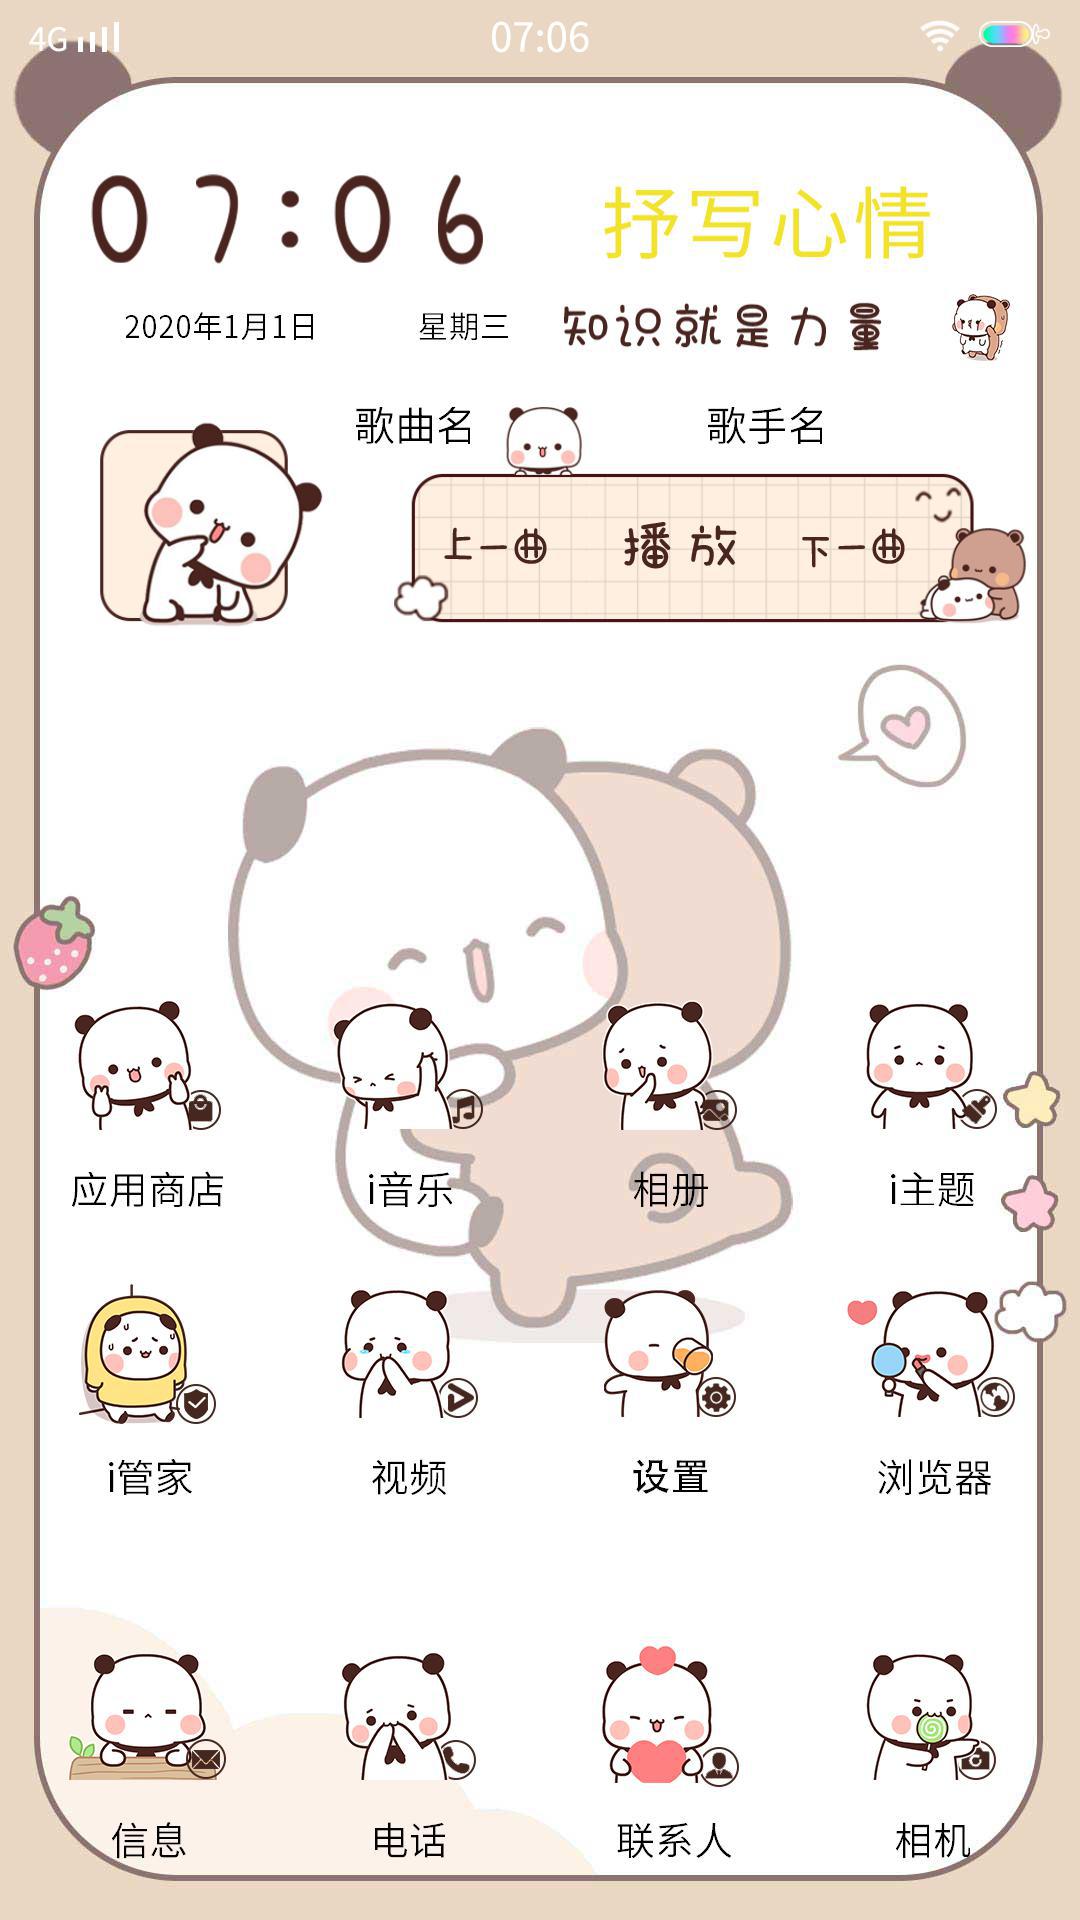 4G 07:06
07:06 抒写心情
2020年1月1日 星期三 知识就是力量
歌曲名 歌手名
上一曲 播放 下一曲
应用商店 i音乐 相册 i主题
i管家 视频 设置 浏览器
信息 电话 联系人 相机